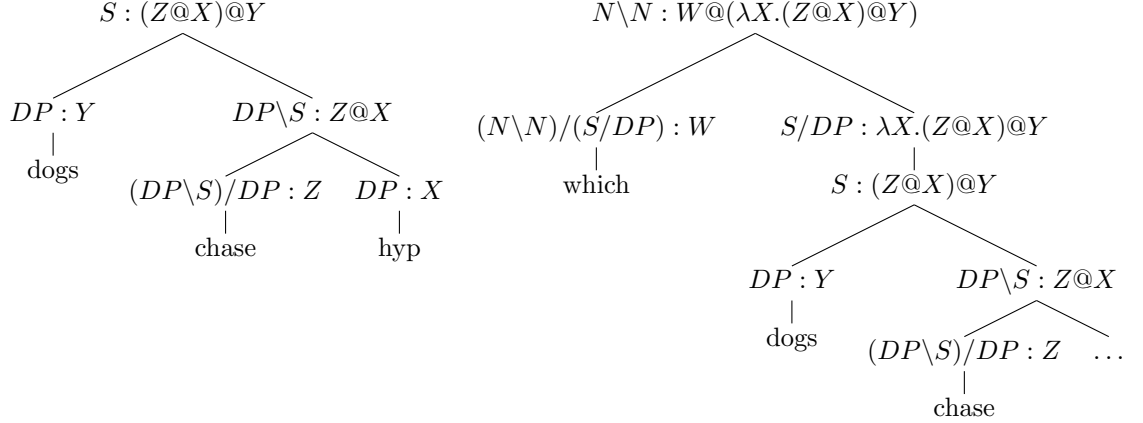 S : (Z@X)@Y
DP : Y
dogs
DP\S : Z@X
(DP\S)/DP : Z
chase
DP : X
hyp
N\N : W@(λX.(Z@X)@Y)
(N\N)/(S/DP) : W
which
S/DP : λX.(Z@X)@Y
S : (Z@X)@Y
DP : Y
dogs
DP\S : Z@X
(DP\S)/DP : Z
chase
...